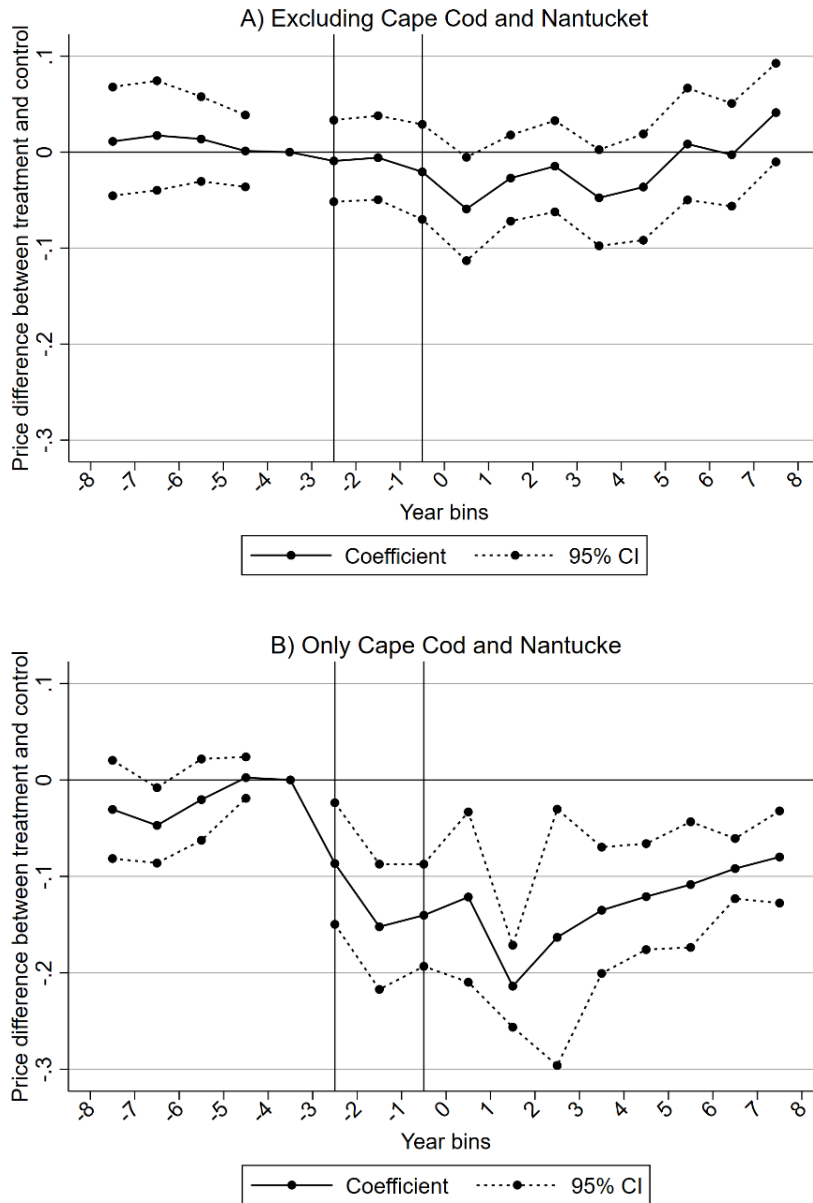 A) Excluding Cape Cod and Nantucket
Price difference between treatment and control
.1
0
-.1
-.2
-.3
-8 -7 -6 -5 -4 -3 -2 -1 0 1 2 3 4 5 6 7 8
Year bins
Coefficient 95% CI
B) Only Cape Cod and Nantucke
Price difference between treatment and control
.1
0
-.1
-.2
-.3
-8 -7 -6 -5 -4 -3 -2 -1 0 1 2 3 4 5 6 7 8
Year bins
Coefficient 95% CI